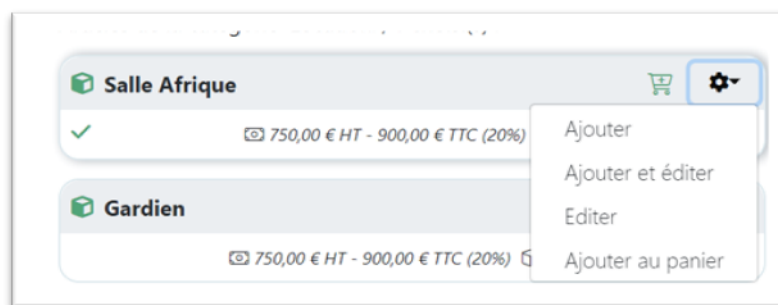 Salle Afrique
750,00 € HT - 900,00 € TTC (20%)
Ajouter
Ajouter et éditer
Editer
Ajouter au panier
Gardien
750,00 € HT - 900,00 € TTC (20%)